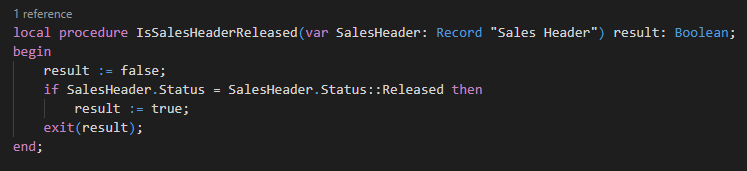 1 reference
local procedure IsSalesHeaderReleased(var SalesHeader: Record "Sales Header") result: Boolean;
begin
    result := false;
    if SalesHeader.Status = SalesHeader.Status::Released then
        result := true;
    exit(result);
end;